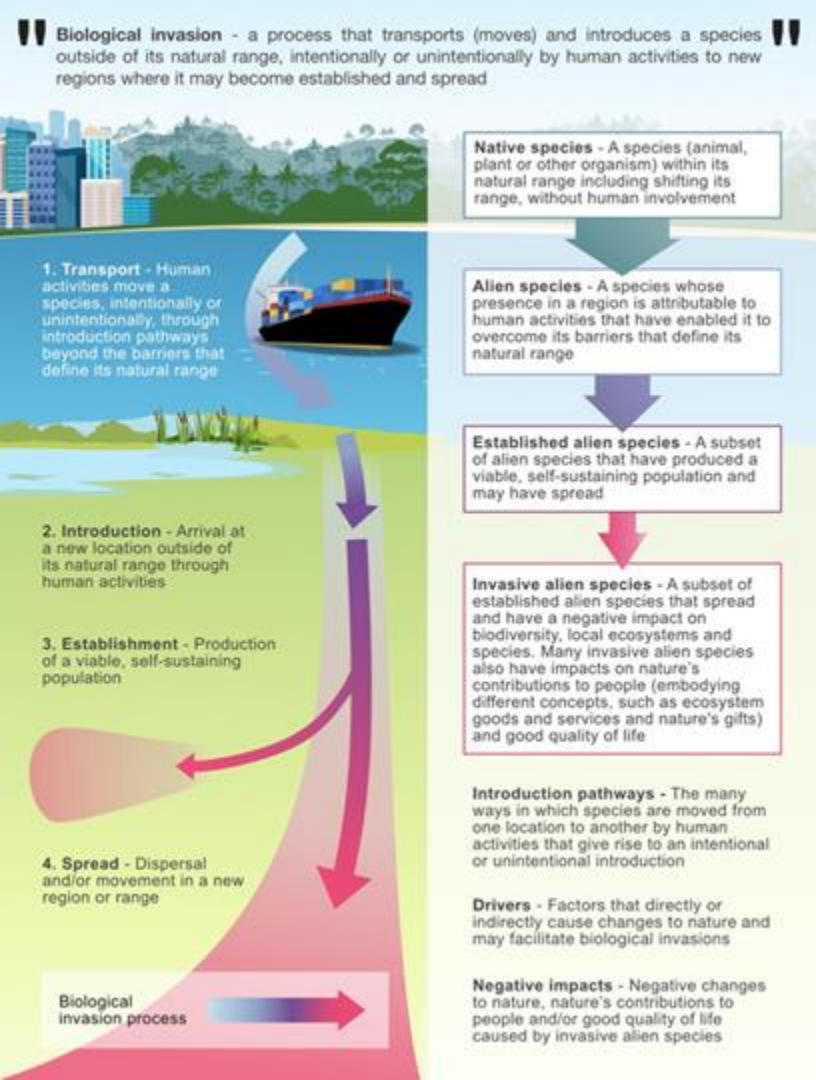 Biological invasion - a process that transports (moves) and introduces a species
outside of its natural range, intentionally or unintentionally by human activities to new
regions where it may become established and spread
1. Transport - Human
activities move a
species, intentionally or
unintentionally, through
introduction pathways
beyond the barriers that
define its natural range
2. Introduction - Arrival at
a new location outside of
its natural range through
human activities
3. Establishment - Production
of a viable, self-sustaining
population
4. Spread - Dispersal
and/or movement in a new
region or range
Biological
invasion process
Native species - A species (animal,
plant or other organism) within its
natural range including shifting its
range, without human involvement
Alien species - A species whose
presence in a region is attributable to
human activities that have enabled it to
overcome its barriers that define its
natural range
Established alien species - A subset
of alien species that have produced a
viable, self-sustaining population and
may have spread
Invasive alien species - A subset of
established alien species that spread
and have a negative impact on
biodiversity, local ecosystems and
species. Many invasive alien species
also have impacts on nature's
contributions to people (embodying
different concepts, such as ecosystem
goods and services and nature's gifts)
and good quality of life
Introduction pathways - The many
ways in which species are moved from
one location to another by human
activities that give rise to an intentional
or unintentional introduction
Drivers - Factors that directly or
indirectly cause changes to nature and
may facilitate biological invasions
Negative impacts - Negative changes
to nature, nature's contributions to
people and/or good quality of life
caused by invasive alien species